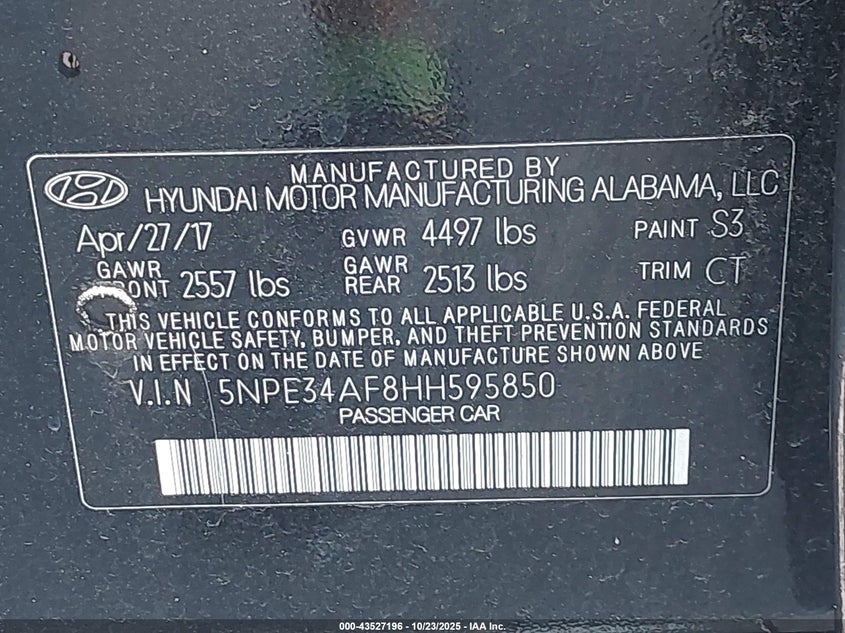 MANUFACTURED BY
HYUNDAI MOTOR MANUFACTURING ALABAMA, LLC
Apr/27/17 GVWR 4497 lbs PAINT S3
GAWR FRONT 2557 lbs GAWR REAR 2513 lbs TRIM CT
THIS VEHICLE CONFORMS TO ALL APPLICABLE U.S.A. FEDERAL
MOTOR VEHICLE SAFETY, BUMPER, AND THEFT PREVENTION STANDARDS
IN EFFECT ON THE DATE OF MANUFACTURE SHOWN ABOVE
V.I.N 5NPE34AF8HH595850
PASSENGER CAR
000-43527196 - 10/23/2025 - IAA Inc.